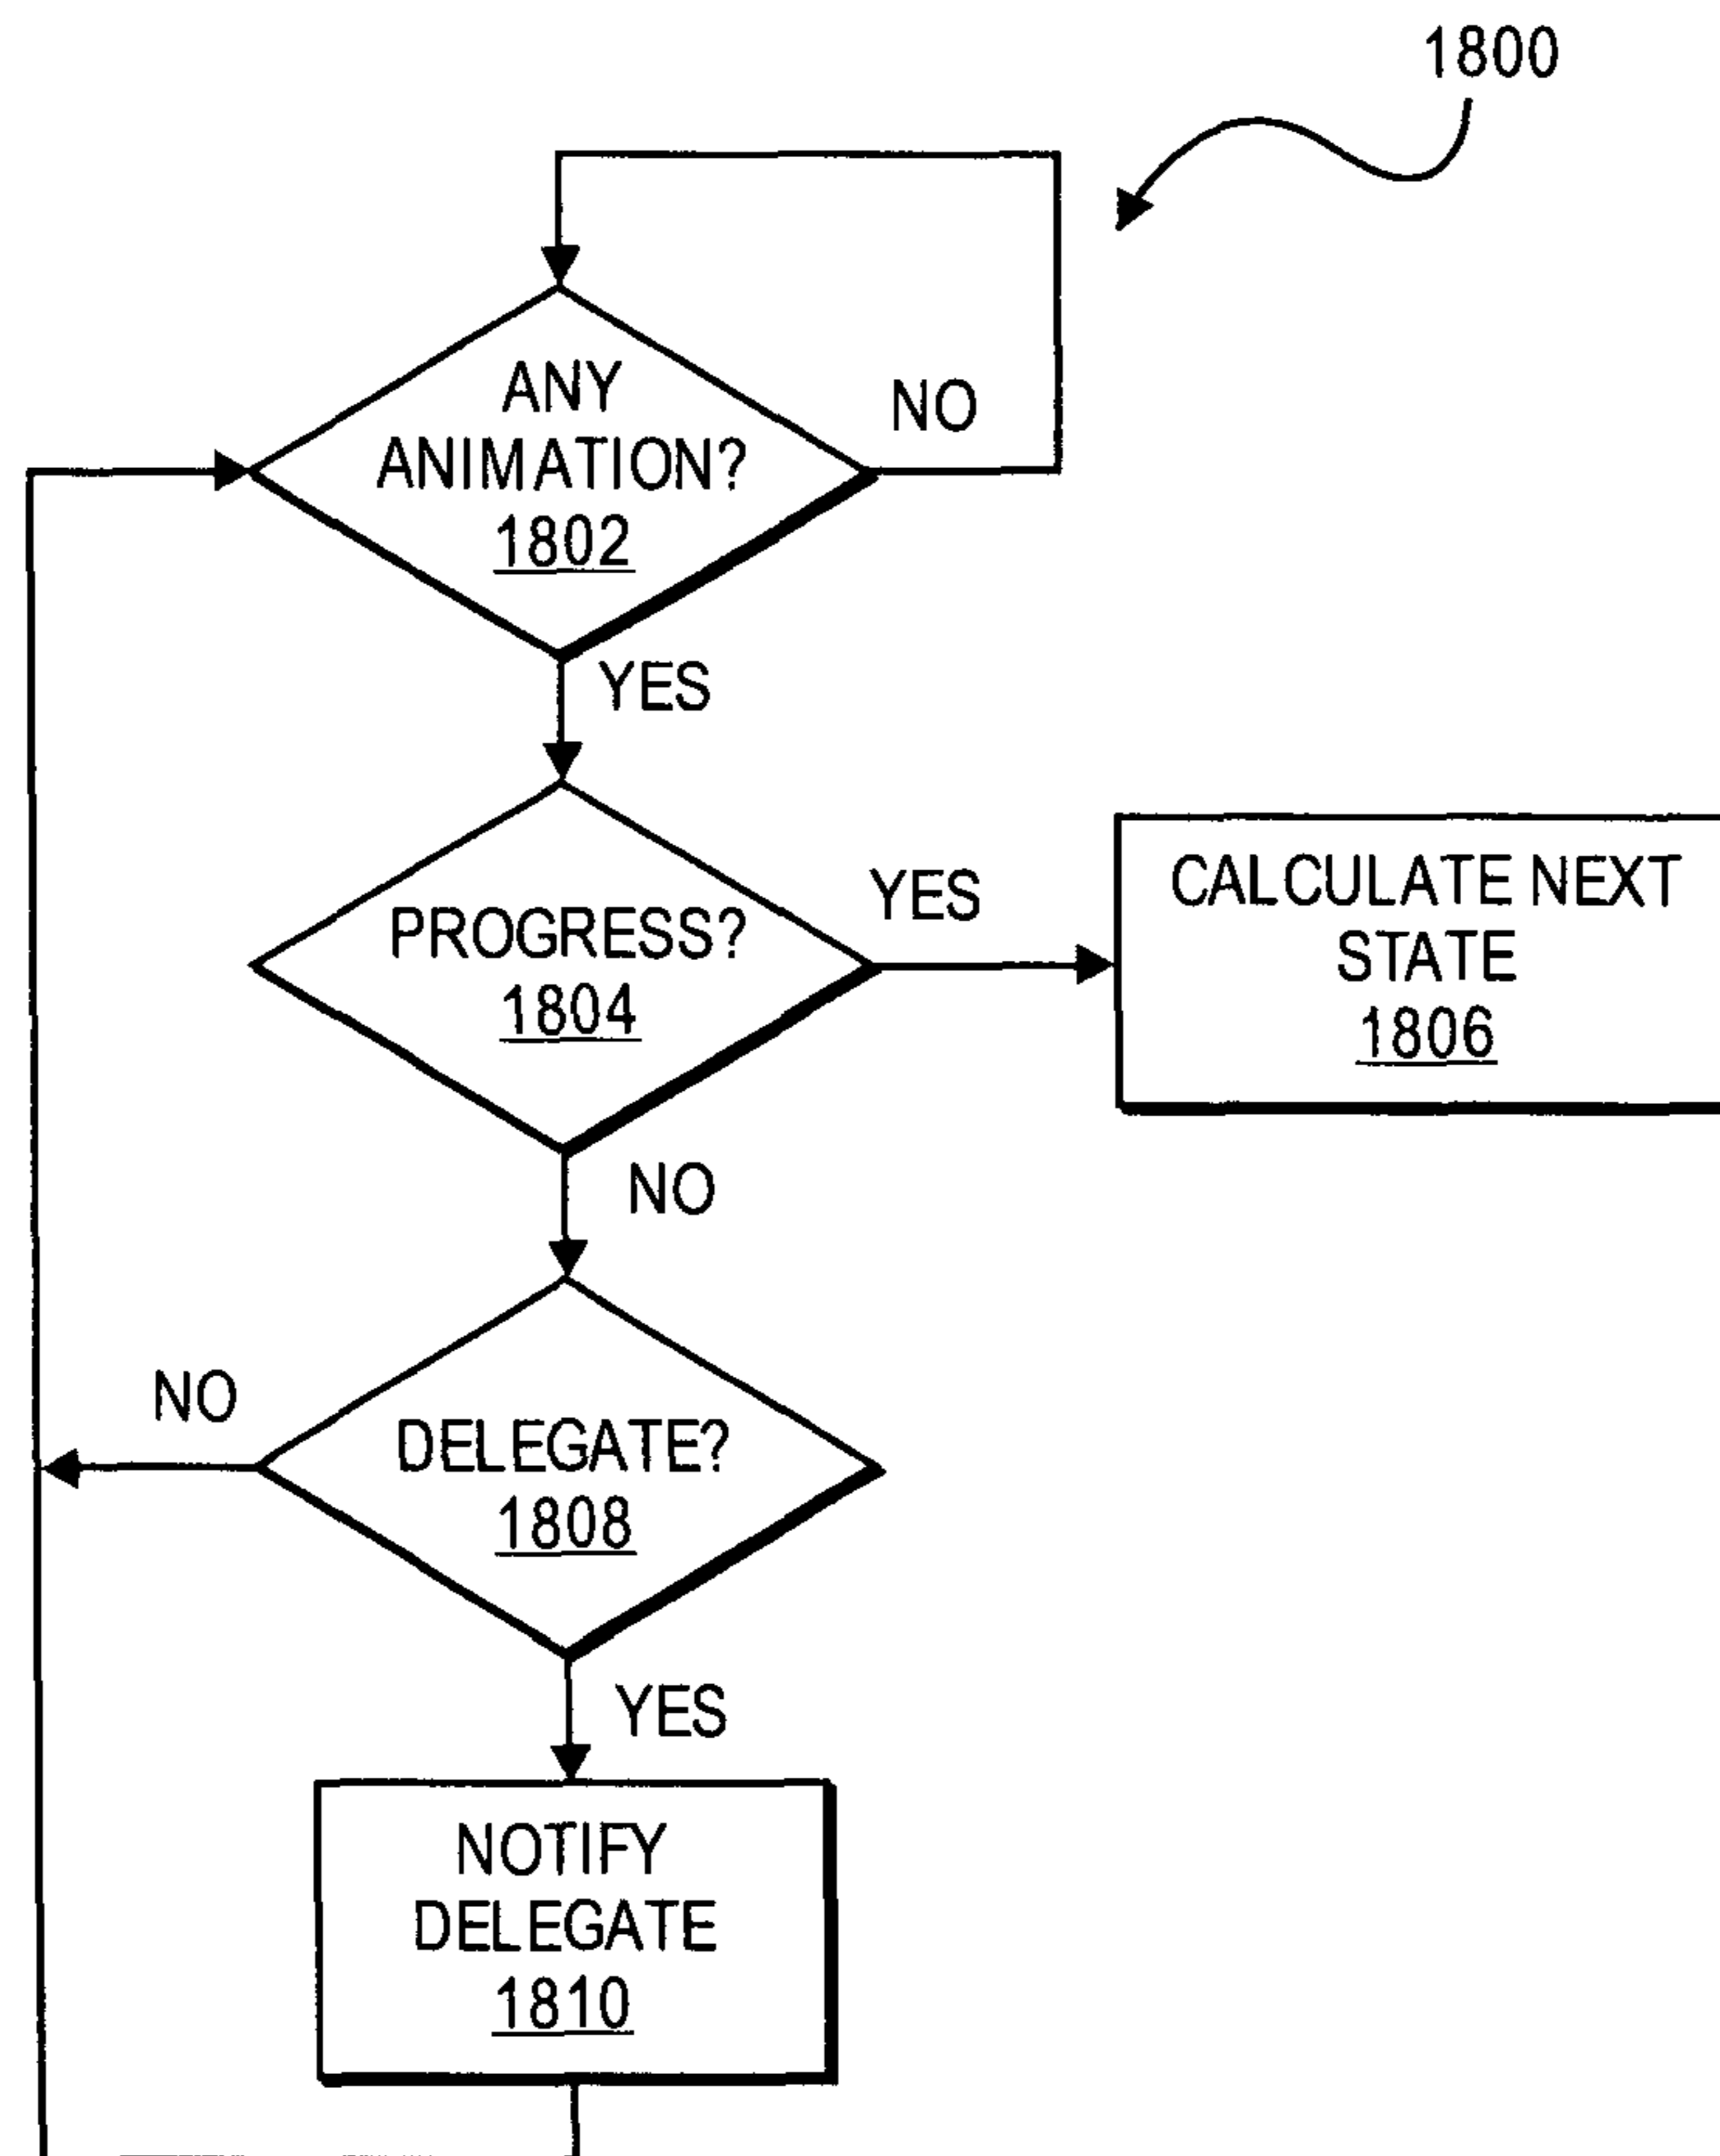 1800
ANY
ANIMATION?
1802
NO
YES
PROGRESS?
1804
YES
CALCULATE NEXT
STATE
1806
NO
DELEGATE?
1808
NO
YES
NOTIFY
DELEGATE
1810